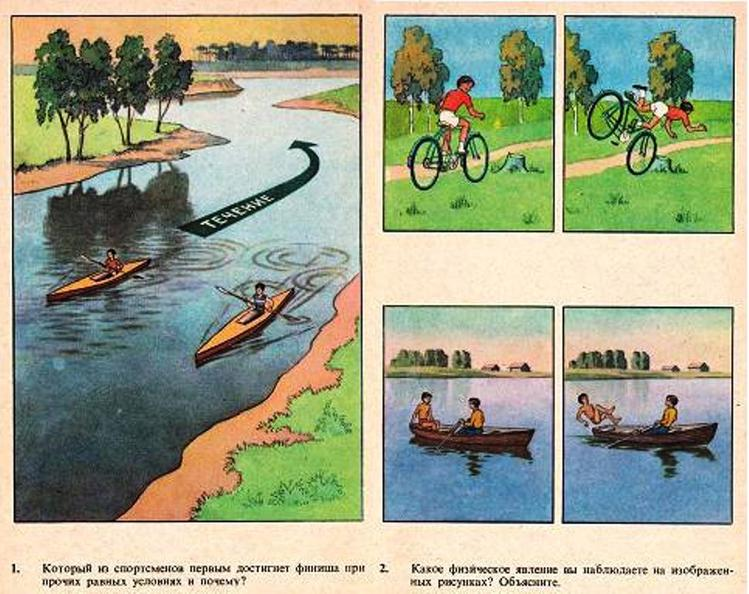 ТЕЧЕНИЕ
1. Который из спортсменов первым достигнет финиша при
прочих равных условиях и почему?
2. Какое физическое явление вы наблюдаете на изображен-
ных рисунках? Объясните.